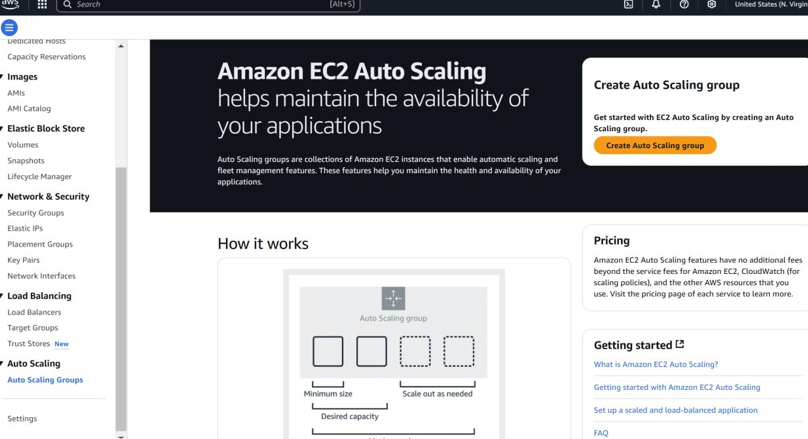 aws
Search
[Alt+S]
United States (N. Virgin
Dedicated Hosts
Capacity Reservations
Images
AMIs
AMI Catalog
Elastic Block Store
Volumes
Snapshots
Lifecycle Manager
Network & Security
Security Groups
Elastic IPs
Placement Groups
Key Pairs
Network Interfaces
Load Balancing
Load Balancers
Target Groups
Trust Stores New
Auto Scaling
Auto Scaling Groups
Settings
Amazon EC2 Auto Scaling
helps maintain the availability of
your applications
Auto Scaling groups are collections of Amazon EC2 instances that enable automatic scaling and
fleet management features. These features help you maintain the health and availability of your
applications.
Create Auto Scaling group
Get started with EC2 Auto Scaling by creating an Auto
Scaling group.
Create Auto Scaling group
How it works
Auto Scaling group
Minimum size
Scale out as needed
Desired capacity
Pricing
Amazon EC2 Auto Scaling features have no additional fees
beyond the service fees for Amazon EC2, CloudWatch (for
scaling policies), and the other AWS resources that you
use. Visit the pricing page of each service to learn more.
Getting started
What is Amazon EC2 Auto Scaling?
Getting started with Amazon EC2 Auto Scaling
Set up a scaled and load-balanced application
FAQ